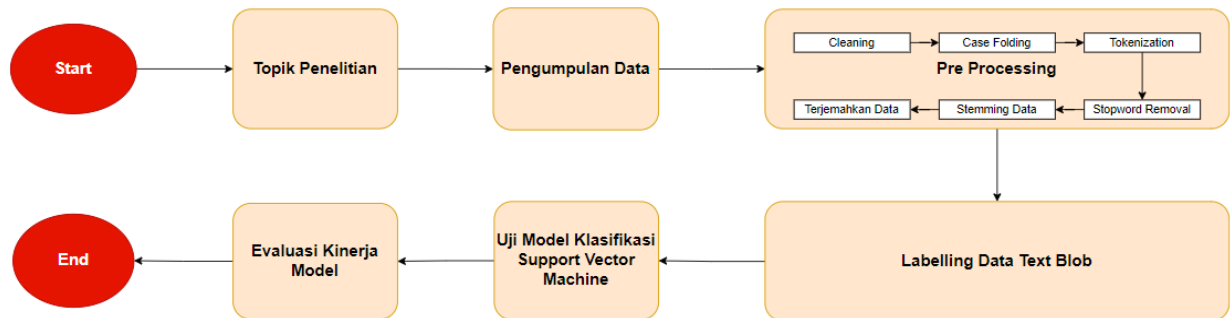 Start
Topik Penelitian
Pengumpulan Data
Cleaning
Case Folding
Tokenization
Pre Processing
Terjemahkan Data
Stemming Data
Stopword Removal
End
Evaluasi Kinerja
Model
Uji Model Klasifikasi
Support Vector
Machine
Labelling Data Text Blob